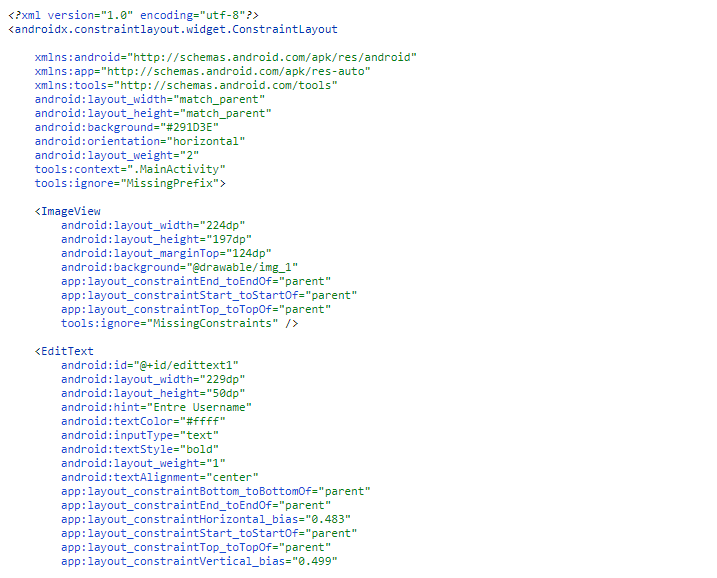 <?xml version="1.0" encoding="utf-8"?>
<androidx.constraintlayout.widget.ConstraintLayout
xmlns:android="http://schemas.android.com/apk/res/android"
xmlns:app="http://schemas.android.com/apk/res-auto"
xmlns:tools="http://schemas.android.com/tools"
android:layout_width="match_parent"
android:layout_height="match_parent"
android:background="#291D3E"
android:orientation="horizontal"
android:layout_weight="2"
tools:context=".MainActivity"
tools:ignore="MissingPrefix">
<ImageView
android:layout_width="224dp"
android:layout_height="197dp"
android:layout_marginTop="124dp"
android:background="@drawable/img_1"
app:layout_constraintEnd_toEndOf="parent"
app:layout_constraintStart_toStartOf="parent"
app:layout_constraintTop_toTopOf="parent"
tools:ignore="MissingConstraints" />
<EditText
android:id="@+id/edittext1"
android:layout_width="229dp"
android:layout_height="50dp"
android:hint="Entre Username"
android:textColor="#ffff"
android:inputType="text"
android:textStyle="bold"
android:layout_weight="1"
android:textAlignment="center"
app:layout_constraintBottom_toBottomOf="parent"
app:layout_constraintEnd_toEndOf="parent"
app:layout_constraintHorizontal_bias="0.483"
app:layout_constraintStart_toStartOf="parent"
app:layout_constraintTop_toTopOf="parent"
app:layout_constraintVertical_bias="0.499"